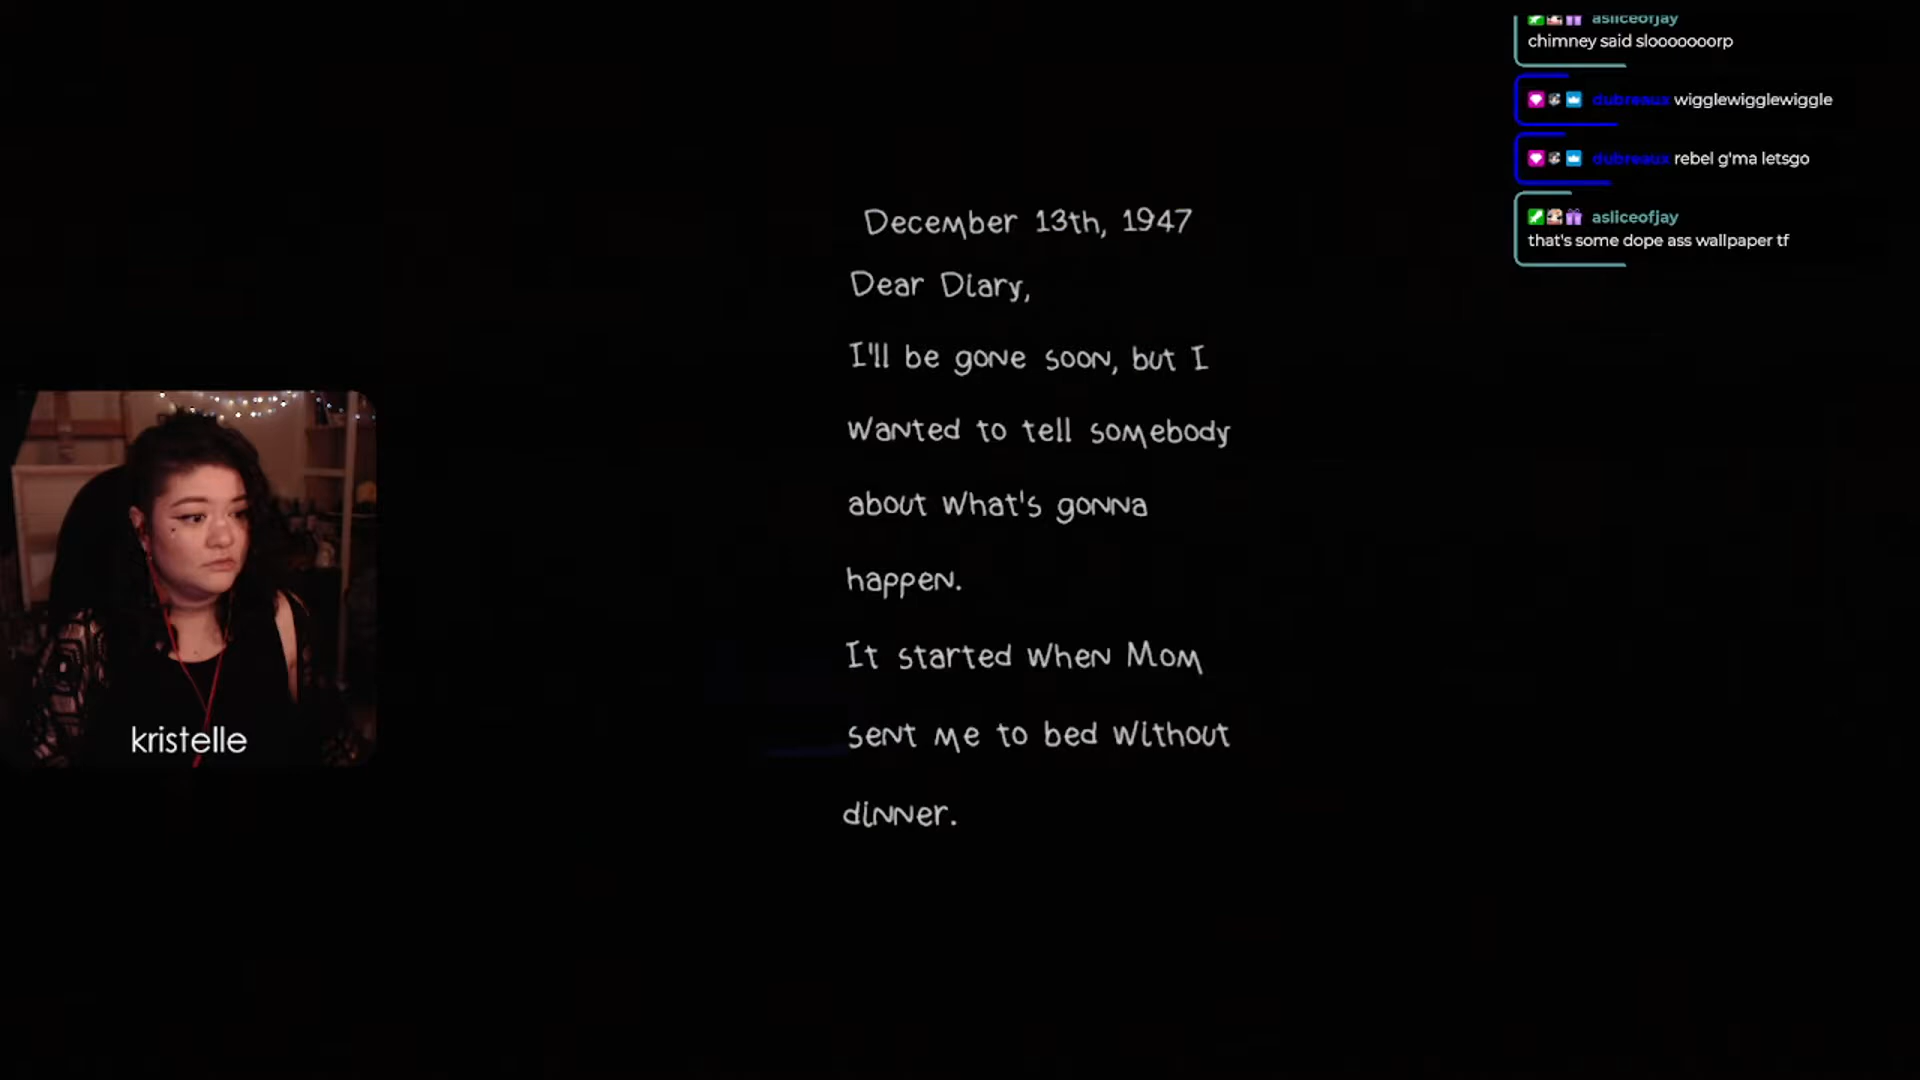 asliceofjay
chimney said slooooooorp
dubreaux wigglewigglewiggle
dubreaux rebel g'ma letsgo
asliceofjay
that's some dope ass wallpaper tf
December 13th, 1947
Dear Diary,
I'll be gone soon, but I
wanted to tell somebody
about what's gonna
happen.
It started when Mom
sent me to bed without
dinner.
kristelle